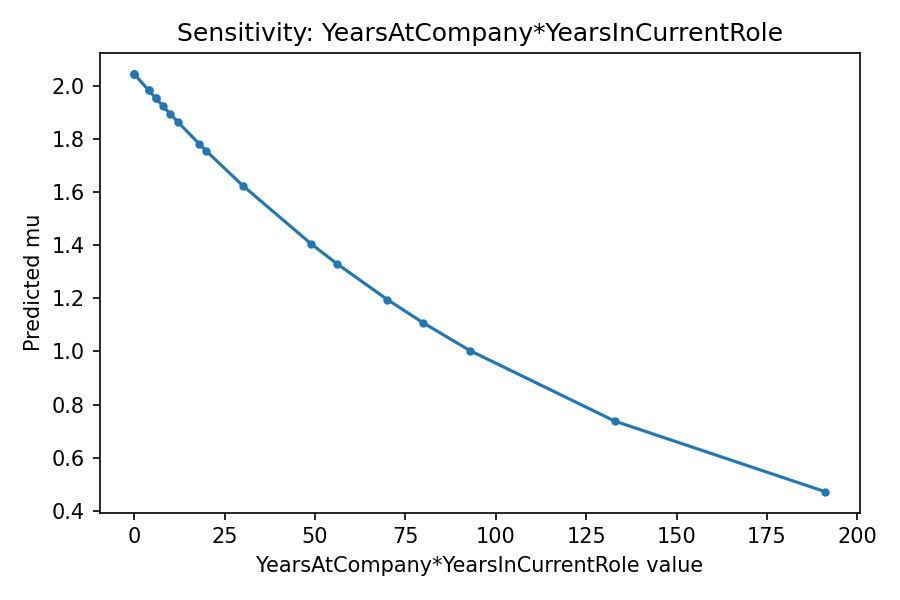 Sensitivity: YearsAtCompany*YearsInCurrentRole
Predicted mu
2.0
1.8
1.6
1.4
1.2
1.0
0.8
0.6
0.4
0 25 50 75 100 125 150 175 200
YearsAtCompany*YearsInCurrentRole value